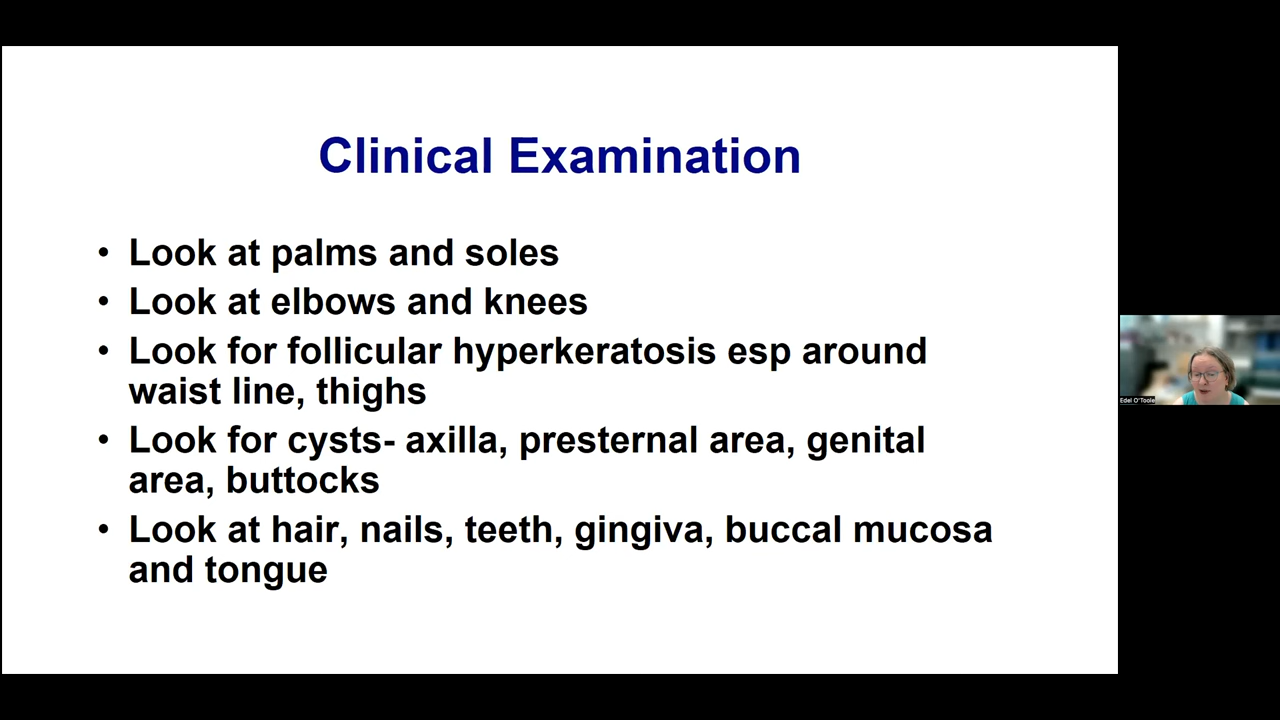 Clinical Examination
• Look at palms and soles
• Look at elbows and knees
• Look for follicular hyperkeratosis esp around
waist line, thighs
• Look for cysts- axilla, presternal area, genital
area, buttocks
• Look at hair, nails, teeth, gingiva, buccal mucosa
and tongue
Edel O'Toole